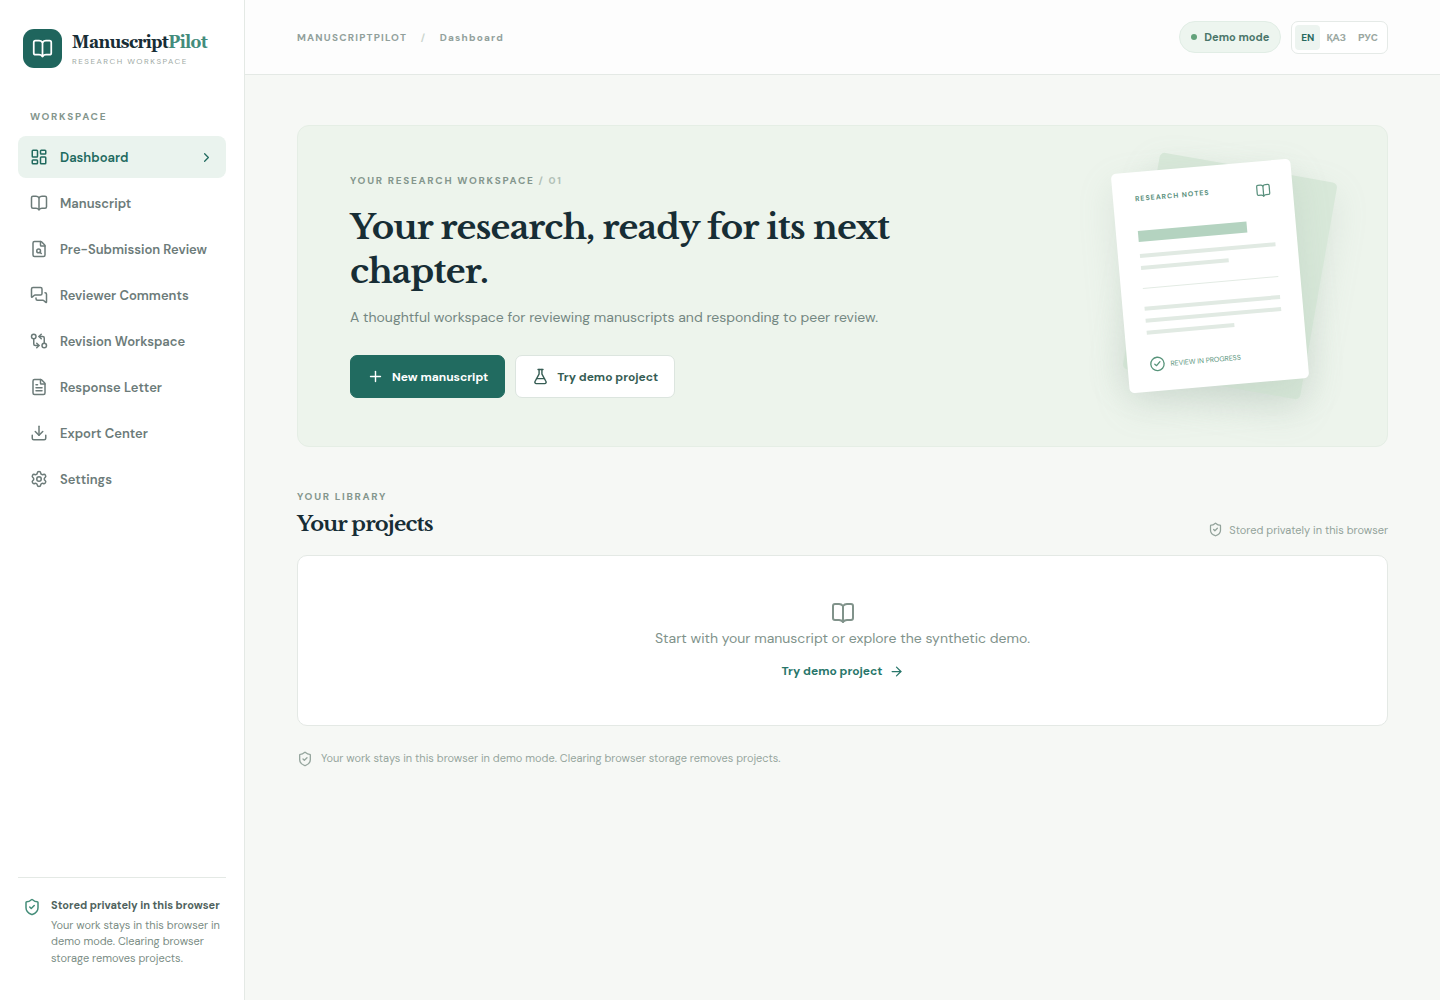 ManuscriptPilot
RESEARCH WORKSPACE
WORKSPACE
Dashboard
Manuscript
Pre-Submission Review
Reviewer Comments
Revision Workspace
Response Letter
Export Center
Settings
Stored privately in this browser
Your work stays in this browser in
demo mode. Clearing browser
storage removes projects.
MANUSCRIPTPILOT / Dashboard
Demo mode
EN ҚАЗ РУС
YOUR RESEARCH WORKSPACE / 01
Your research, ready for its next
chapter.
A thoughtful workspace for reviewing manuscripts and responding to peer review.
New manuscript
Try demo project
RESEARCH NOTES
REVIEW IN PROGRESS
YOUR LIBRARY
Your projects
Stored privately in this browser
Start with your manuscript or explore the synthetic demo.
Try demo project
Your work stays in this browser in demo mode. Clearing browser storage removes projects.